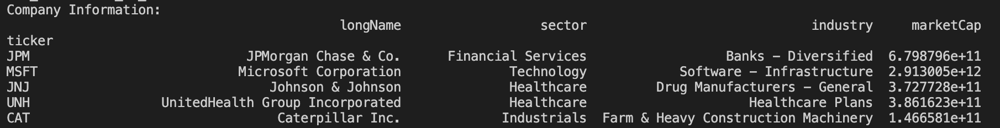 Company Information:
longName sector industry marketCap
ticker
JPM JPMorgan Chase & Co. Financial Services Banks - Diversified 6.798796e+11
MSFT Microsoft Corporation Technology Software - Infrastructure 2.913005e+12
JNJ Johnson & Johnson Healthcare Drug Manufacturers - General 3.727728e+11
UNH UnitedHealth Group Incorporated Healthcare Healthcare Plans 3.861623e+11
CAT Caterpillar Inc. Industrials Farm & Heavy Construction Machinery 1.466581e+11